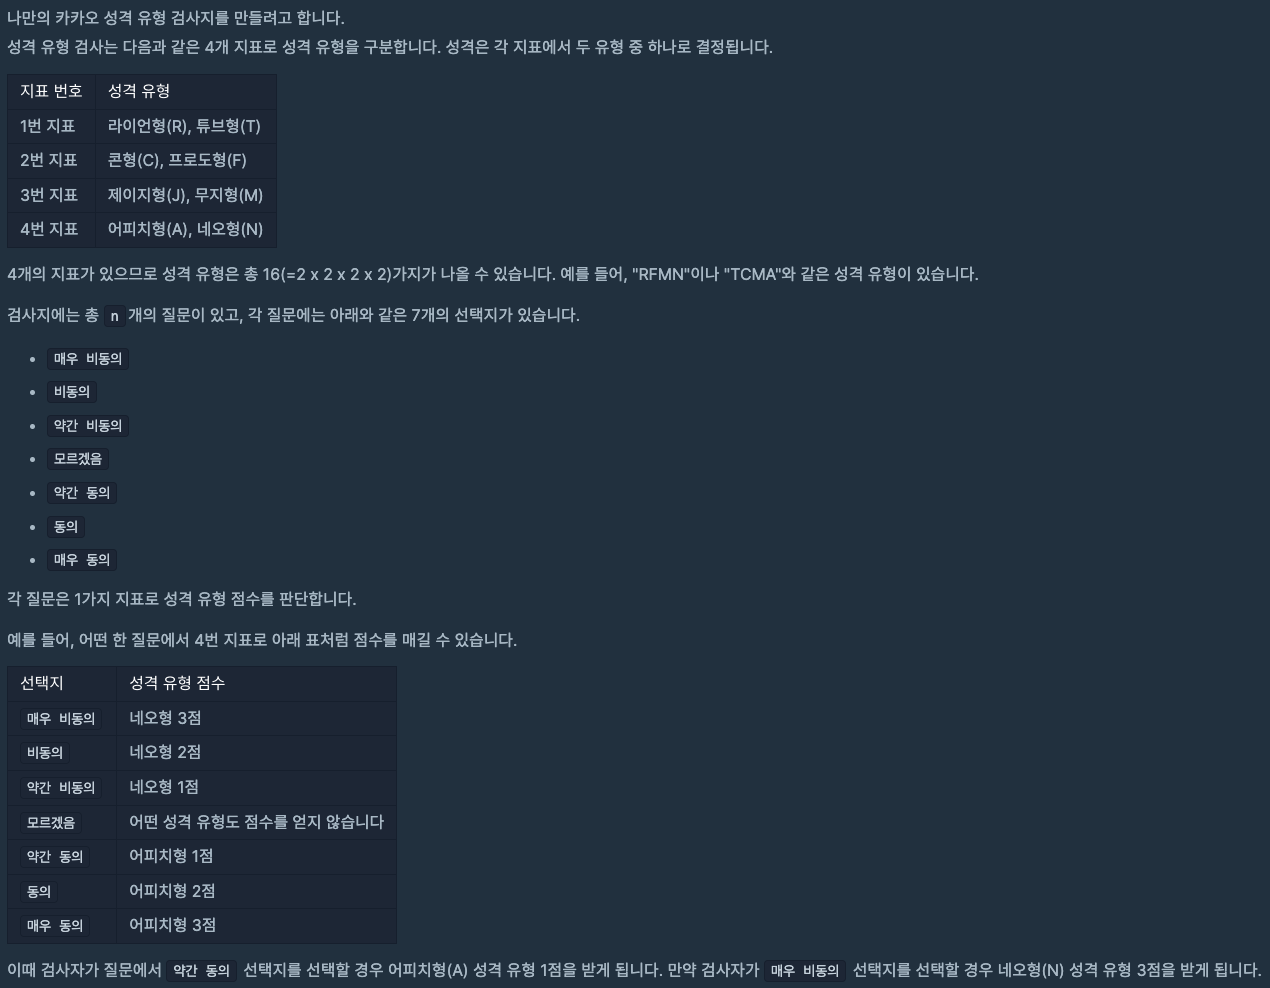 나만의 카카오 성격 유형 검사지를 만들려고 합니다.
성격 유형 검사는 다음과 같은 4개 지표로 성격 유형을 구분합니다. 성격은 각 지표에서 두 유형 중 하나로 결정됩니다.
지표 번호 성격 유형
1번 지표 라이언형(R), 튜브형(T)
2번 지표 콘형(C), 프로도형(F)
3번 지표 제이지형(J), 무지형(M)
4번 지표 어피치형(A), 네오형(N)
4개의 지표가 있으므로 성격 유형은 총 16(=2 x 2 x 2 x 2)가지가 나올 수 있습니다. 예를 들어, "RFMN"이나 "TCMA"와 같은 성격 유형이 있습니다.
검사지에는 총 n개의 질문이 있고, 각 질문에는 아래와 같은 7개의 선택지가 있습니다.
• 매우 비동의
• 비동의
• 약간 비동의
• 모르겠음
• 약간 동의
• 동의
• 매우 동의
각 질문은 1가지 지표로 성격 유형 점수를 판단합니다.
예를 들어, 어떤 한 질문에서 4번 지표로 아래 표처럼 점수를 매길 수 있습니다.
선택지 성격 유형 점수
매우 비동의 네오형 3점
비동의 네오형 2점
약간 비동의 네오형 1점
모르겠음 어떤 성격 유형도 점수를 얻지 않습니다
약간 동의 어피치형 1점
동의 어피치형 2점
매우 동의 어피치형 3점
이때 검사자가 질문에서 약간 동의 선택지를 선택할 경우 어피치형(A) 성격 유형 1점을 받게 됩니다. 만약 검사자가 매우 비동의 선택지를 선택할 경우 네오형(N) 성격 유형 3점을 받게 됩니다.